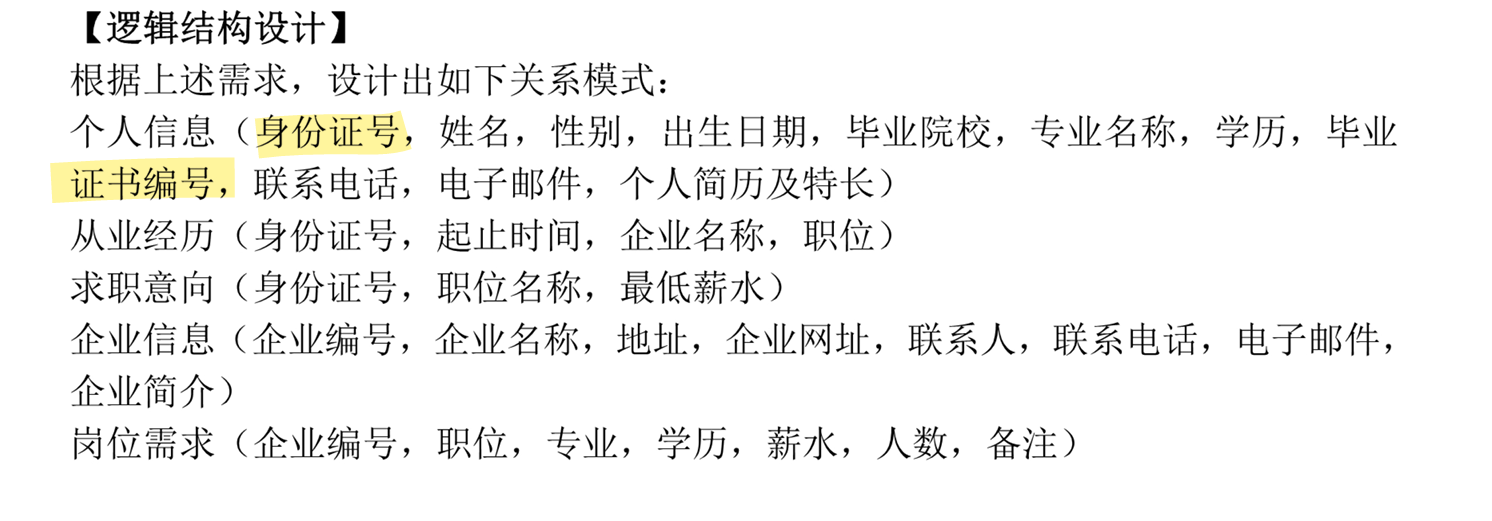 【逻辑结构设计】
根据上述需求，设计出如下关系模式：
个人信息（身份证号，姓名，性别，出生日期，毕业院校，专业名称，学历，毕业
证书编号，联系电话，电子邮件，个人简历及特长）
从业经历（身份证号，起止时间，企业名称，职位）
求职意向（身份证号，职位名称，最低薪水）
企业信息（企业编号，企业名称，地址，企业网址，联系人，联系电话，电子邮件，
企业简介）
岗位需求（企业编号，职位，专业，学历，薪水，人数，备注）